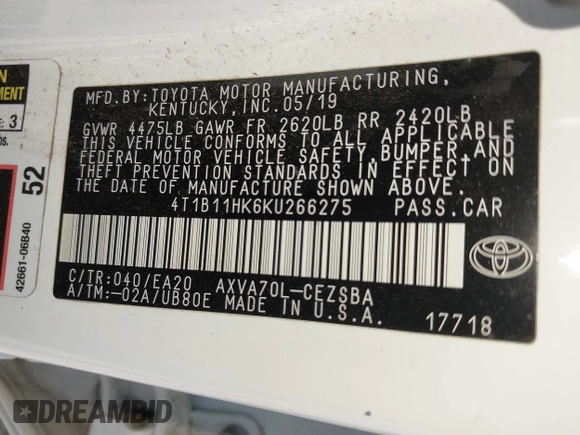 MFD.BY:TOYOTA MOTOR MANUFACTURING,
KENTUCKY,INC.05/19
GVWR 4475LB GAWR FR 2620LB RR 2420LB
THIS VEHICLE CONFORMS TO ALL APPLICABLE
FEDERAL MOTOR VEHICLE SAFETY,BUMPER,AND
THEFT PREVENTION STANDARDS IN EFFECT ON
THE DATE OF MANUFACTURE SHOWN ABOVE.
4T1B11HK6KU266275 PASS.CAR
C/TR:040/EA20 AXVA70L-CEZSBA
A/TM:-02A/UB80E MADE IN U.S.A.
17718
52
42661-06B40
DREAMBID